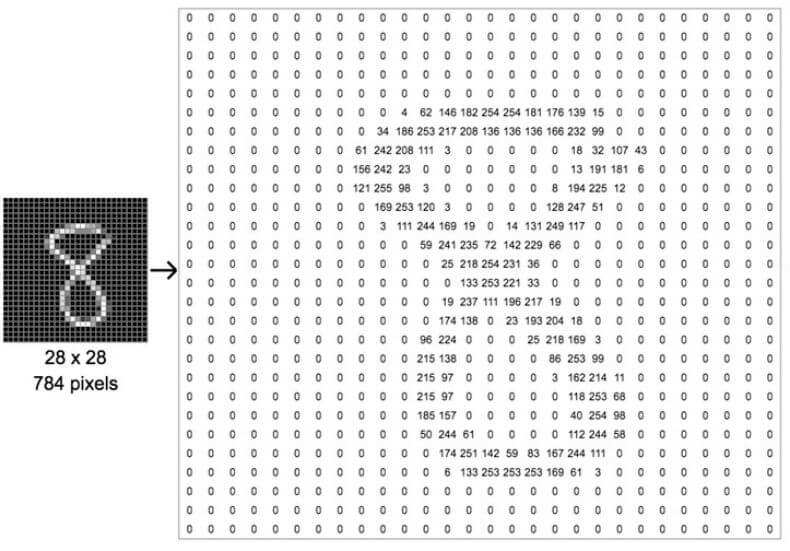 0 0 0 0 0 0 0 0 0 0 0 0 0 0 0 0 0 0 0 0 0 0 0 0 0 0 0 0
0 0 0 0 0 0 0 0 0 0 0 0 0 0 0 0 0 0 0 0 0 0 0 0 0 0 0 0
0 0 0 0 0 0 0 0 0 0 0 0 0 0 0 0 0 0 0 0 0 0 0 0 0 0 0 0
0 0 0 0 0 0 0 0 0 0 0 0 0 0 0 0 0 0 0 0 0 0 0 0 0 0 0 0
0 0 0 0 0 0 0 0 0 0 0 0 0 0 0 0 0 0 0 0 0 0 0 0 0 0 0 0
0 0 0 0 0 0 0 0 0 0 4 62 146 182 254 254 181 176 139 15 0 0 0 0 0 0 0 0
0 0 0 0 0 0 0 0 0 34 186 253 217 208 136 136 136 166 232 99 0 0 0 0 0 0 0 0
0 0 0 0 0 0 0 0 61 242 208 111 3 0 0 0 0 0 18 32 107 43 0 0 0 0 0 0
0 0 0 0 0 0 0 0 156 242 23 0 0 0 0 0 0 0 13 191 181 6 0 0 0 0 0 0
0 0 0 0 0 0 0 0 121 255 98 3 0 0 0 0 0 8 194 225 12 0 0 0 0 0 0 0
0 0 0 0 0 0 0 0 0 169 253 120 3 0 0 0 0 128 247 51 0 0 0 0 0 0 0 0
0 0 0 0 0 0 0 0 0 3 111 244 169 19 0 14 131 249 117 0 0 0 0 0 0 0 0 0
0 0 0 0 0 0 0 0 0 0 0 59 241 235 72 142 229 66 0 0 0 0 0 0 0 0 0 0
0 0 0 0 0 0 0 0 0 0 0 0 25 218 254 231 36 0 0 0 0 0 0 0 0 0 0 0
0 0 0 0 0 0 0 0 0 0 0 0 0 133 253 221 33 0 0 0 0 0 0 0 0 0 0 0
0 0 0 0 0 0 0 0 0 0 0 0 19 237 111 196 217 19 0 0 0 0 0 0 0 0 0 0
0 0 0 0 0 0 0 0 0 0 0 0 174 138 0 23 193 204 18 0 0 0 0 0 0 0 0 0
0 0 0 0 0 0 0 0 0 0 0 96 224 0 0 0 25 218 169 3 0 0 0 0 0 0 0 0
0 0 0 0 0 0 0 0 0 0 0 215 138 0 0 0 0 86 253 99 0 0 0 0 0 0 0 0
0 0 0 0 0 0 0 0 0 0 0 215 97 0 0 0 0 3 162 214 11 0 0 0 0 0 0 0
0 0 0 0 0 0 0 0 0 0 0 215 97 0 0 0 0 0 118 253 68 0 0 0 0 0 0 0
0 0 0 0 0 0 0 0 0 0 0 185 157 0 0 0 0 0 40 254 98 0 0 0 0 0 0 0
0 0 0 0 0 0 0 0 0 0 0 50 244 61 0 0 0 0 112 244 58 0 0 0 0 0 0 0
0 0 0 0 0 0 0 0 0 0 0 0 174 251 142 59 83 167 244 111 0 0 0 0 0 0 0 0
0 0 0 0 0 0 0 0 0 0 0 0 6 133 253 253 253 169 61 3 0 0 0 0 0 0 0 0
0 0 0 0 0 0 0 0 0 0 0 0 0 0 0 0 0 0 0 0 0 0 0 0 0 0 0 0
0 0 0 0 0 0 0 0 0 0 0 0 0 0 0 0 0 0 0 0 0 0 0 0 0 0 0 0
0 0 0 0 0 0 0 0 0 0 0 0 0 0 0 0 0 0 0 0 0 0 0 0 0 0 0 0
8
28 x 28
784 pixels